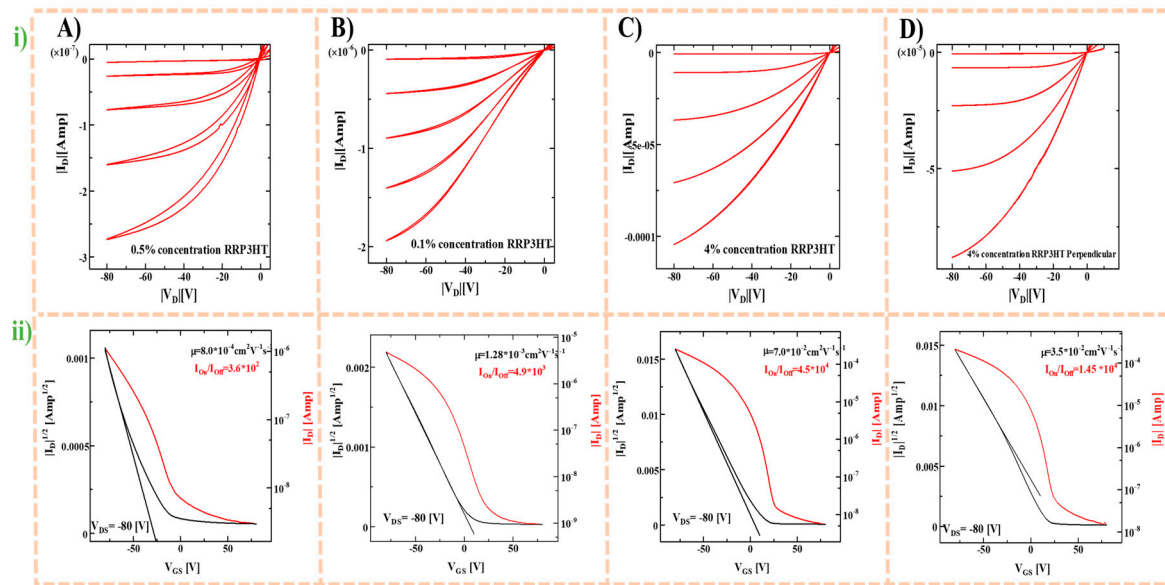 i)
A)
(×10⁻⁷)
0
-1
-2
-3
|I_D|[Amp]
-80 -60 -40 -20 0
0.5% concentration RRP3HT
|V_D|[V]
B)
(×10⁻⁶)
0
-1
-2
|I_D|[Amp]
-80 -60 -40 -20 0
0.1% concentration RRP3HT
|V_D|[V]
C)
0
-5e-05
-0.0001
|I_D|[Amp]
-80 -60 -40 -20 0
4% concentration RRP3HT
|V_D|[V]
D)
(×10⁻⁵)
0
-5
|I_D|[Amp]
-80 -60 -40 -20 0
4% concentration RRP3HT Perpendicular
|V_D|[V]
ii)
μ=8.0*10⁻⁴cm²V⁻¹s⁻¹
I_On/I_Off=3.6*10²
0.001
0.0005
0
|I_D|^1/2 [Amp^1/2]
10⁻⁶
10⁻⁷
10⁻⁸
|I_D| [Amp]
V_DS= -80 [V]
-50 0 50
V_GS [V]
μ=1.28*10⁻³cm²V⁻¹s⁻¹
I_On/I_Off=4.9*10³
0.002
0.001
0.000
|I_D|^1/2 [Amp^1/2]
10⁻⁵
10⁻⁶
10⁻⁷
10⁻⁸
10⁻⁹
|I_D| [Amp]
V_DS= -80 [V]
-50 0 50
V_GS [V]
μ=7.0*10⁻²cm²V⁻¹s⁻¹
I_On/I_Off=4.5*10⁴
0.015
0.01
0.005
0.0025
0
|I_D|^1/2 [Amp^1/2]
10⁻⁴
10⁻⁵
10⁻⁶
10⁻⁷
10⁻⁸
|I_D| [Amp]
V_DS= -80 [V]
-50 0 50
V_GS [V]
μ=3.5*10⁻²cm²V⁻¹s⁻¹
I_On/I_Off=1.45 *10⁴
0.015
0.01
0.0075
0.0025
0
|I_D|^1/2 [Amp^1/2]
10⁻⁴
10⁻⁵
10⁻⁶
10⁻⁷
10⁻⁸
|I_D| [Amp]
V_DS= -80 [V]
-50 0 50
V_GS [V]